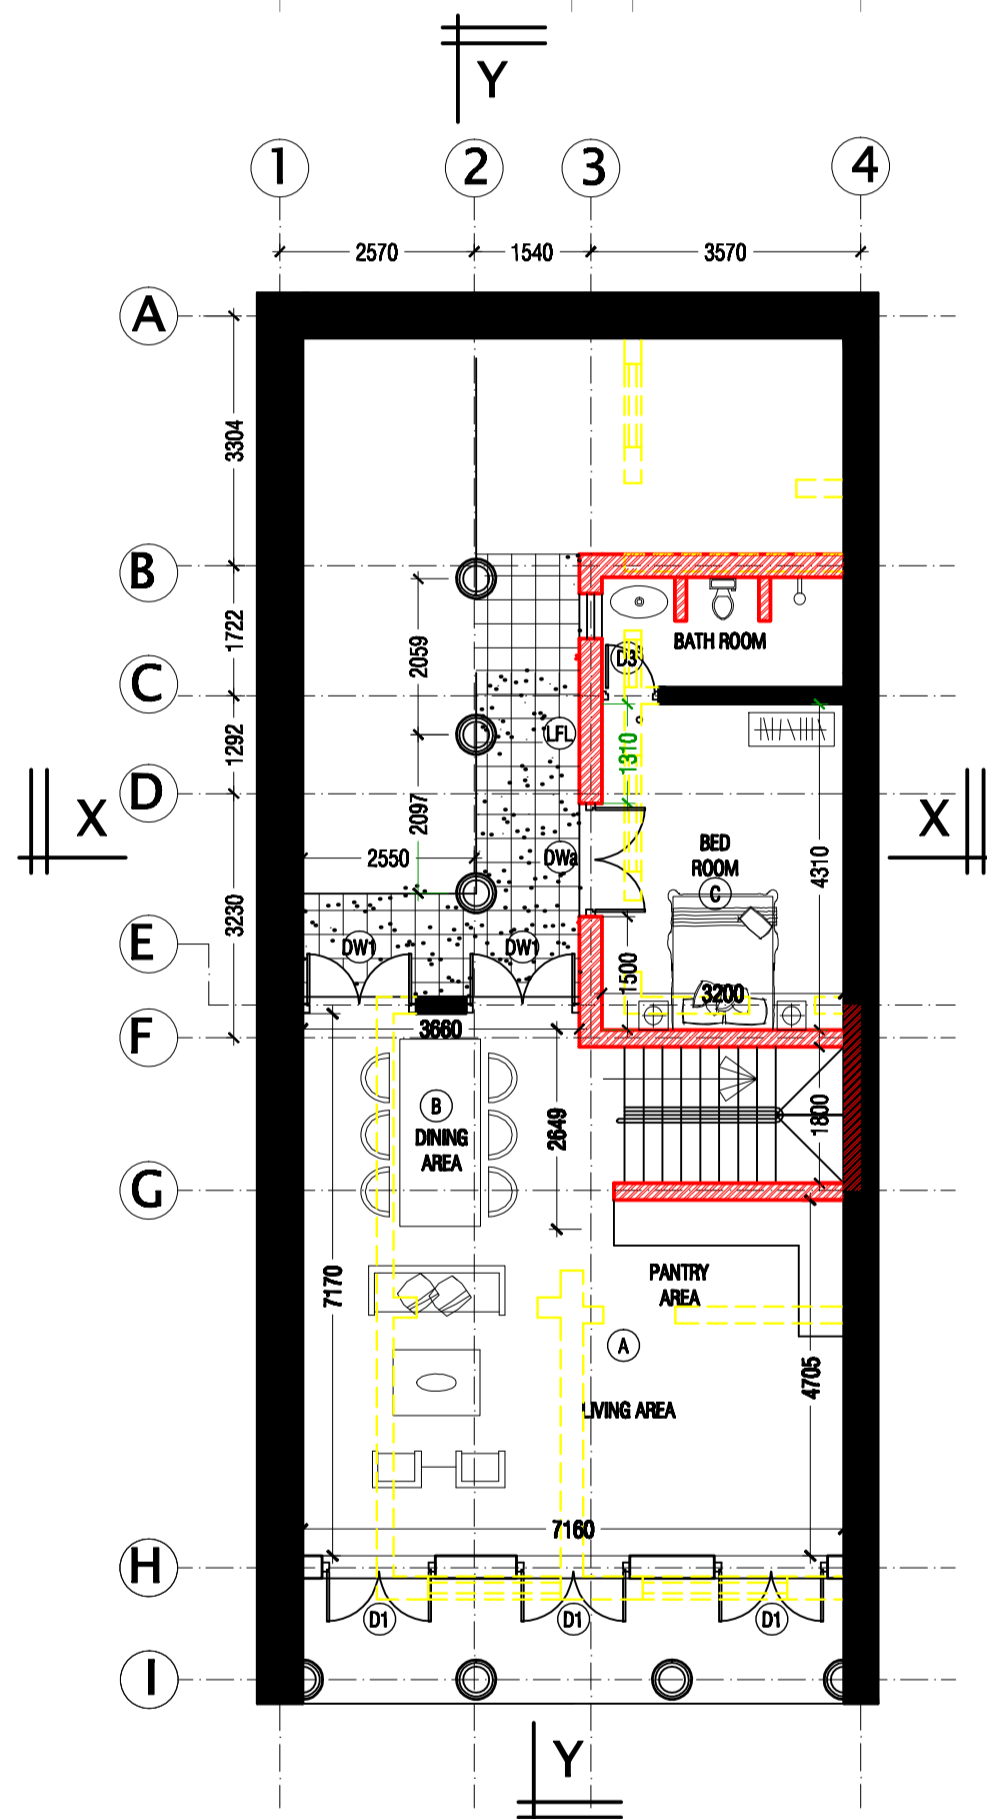 Y
1
2
3
4
2570
1540
3570
A
3304
B
1722
2059
BATH ROOM
D3
C
1292
LFL
1310
D
2097
X
X
2550
DWa
BED
ROOM
C
4310
3230
E
DW1
DW1
1500
3200
F
3660
B
DINING
AREA
2649
1800
G
7170
PANTRY
AREA
A
4705
LIVING AREA
7160
H
D1
D1
D1
I
Y